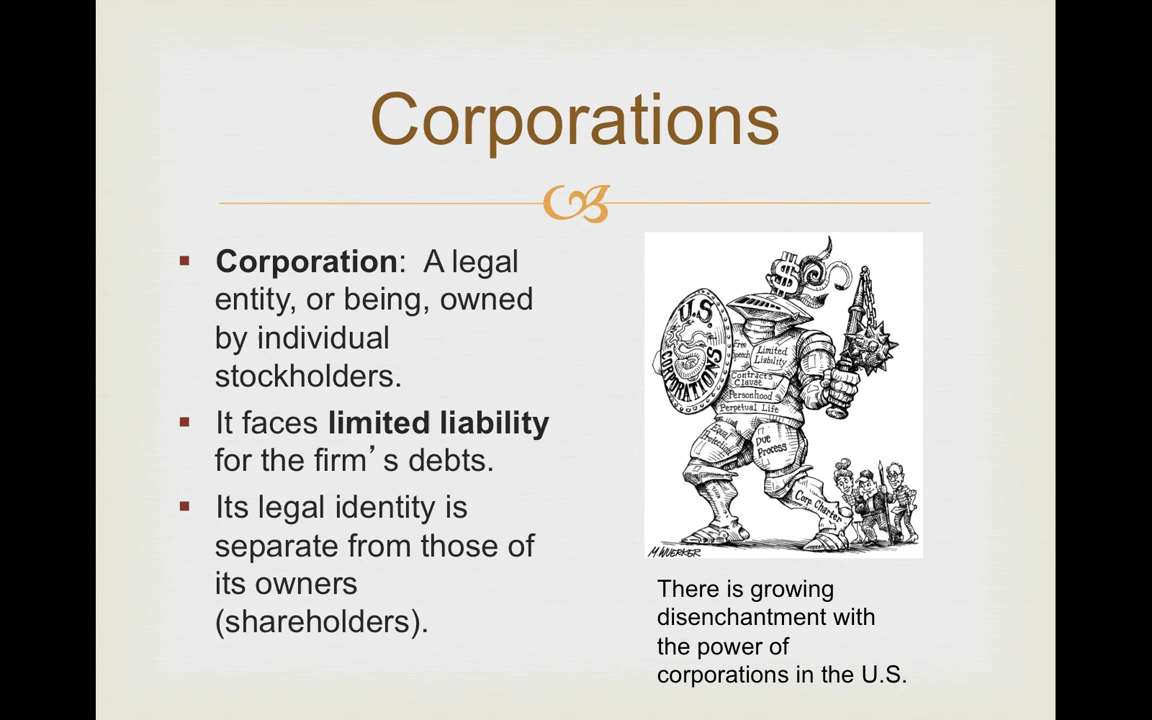 Corporations
▪ Corporation:  A legal
entity, or being, owned
by individual
stockholders.
▪ It faces limited liability
for the firm’s debts.
▪ Its legal identity is
separate from those of
its owners
(shareholders).
$
U.S.
CORPORATIONS
Free
Speech
Limited
Liability
Contracts
Clause
Personhood
Perpetual Life
Equal
Protection
Due
Process
Corp. Charter
M.WUERKER
There is growing
disenchantment with
the power of
corporations in the U.S.